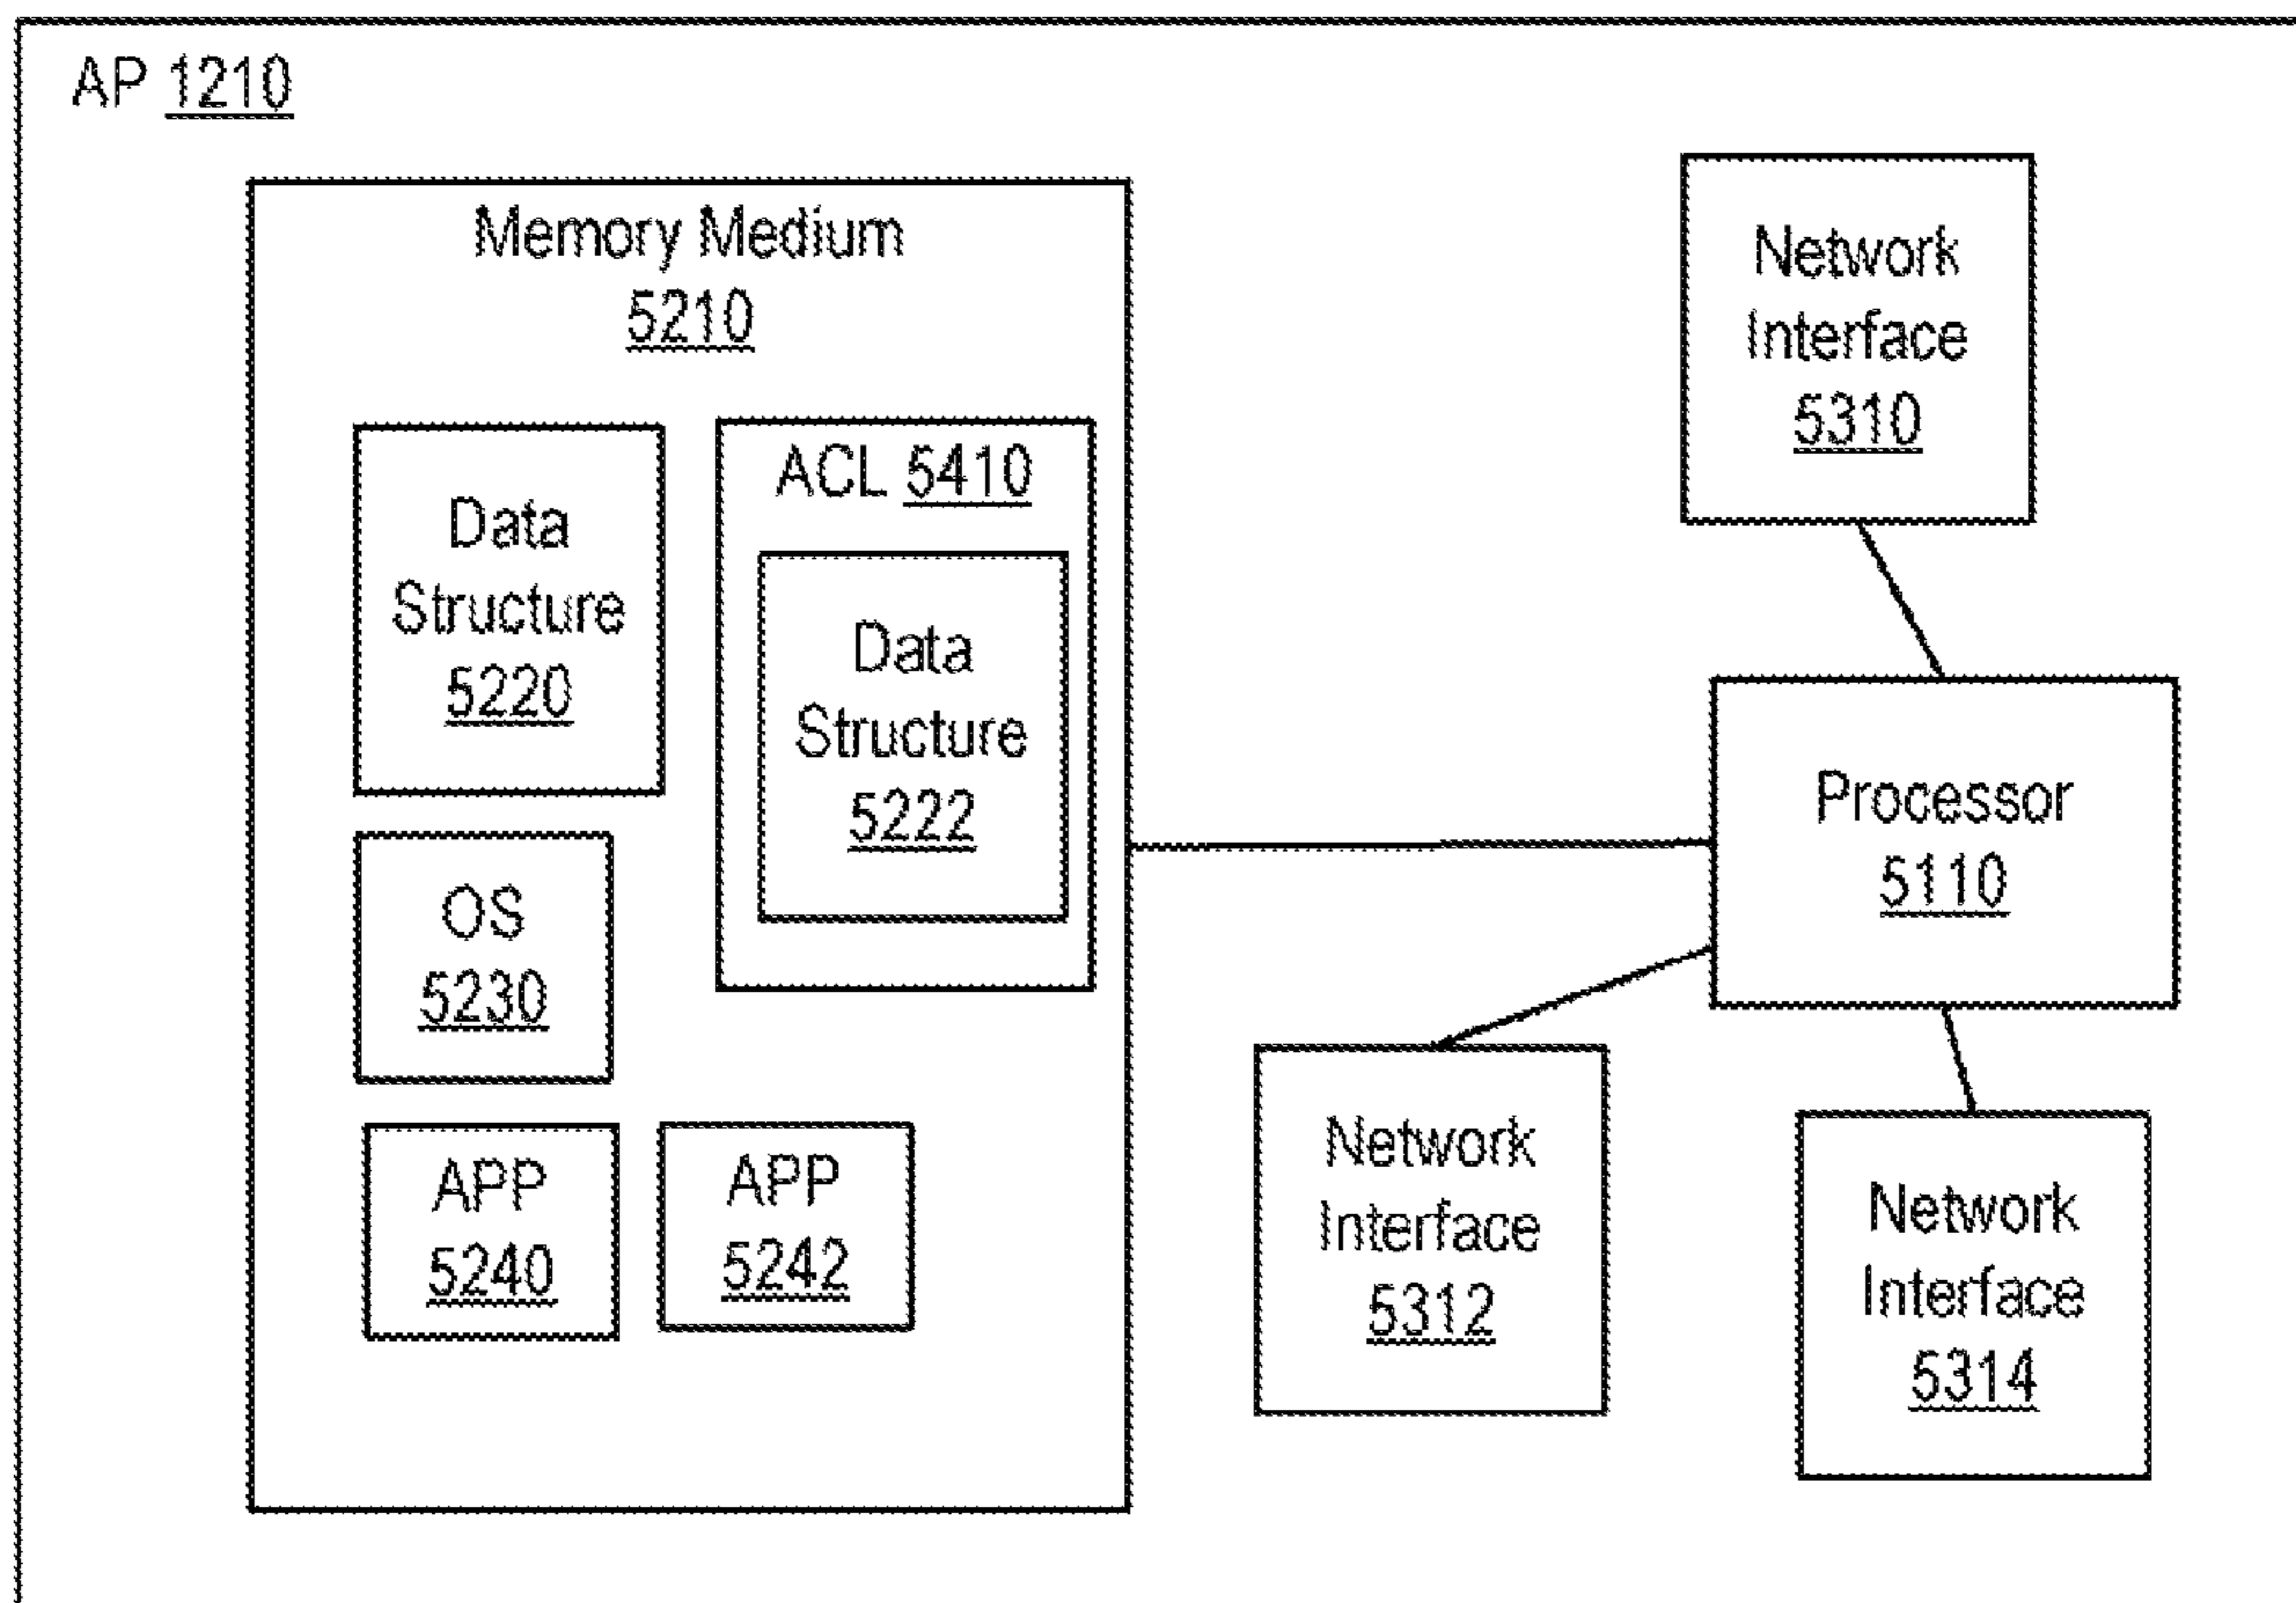 AP 1210
Memory Medium
5210
Data
Structure
5220
ACL 5410
Data
Structure
5222
OS
5230
APP
5240
APP
5242
Network
Interface
5310
Processor
5110
Network
Interface
5312
Network
Interface
5314